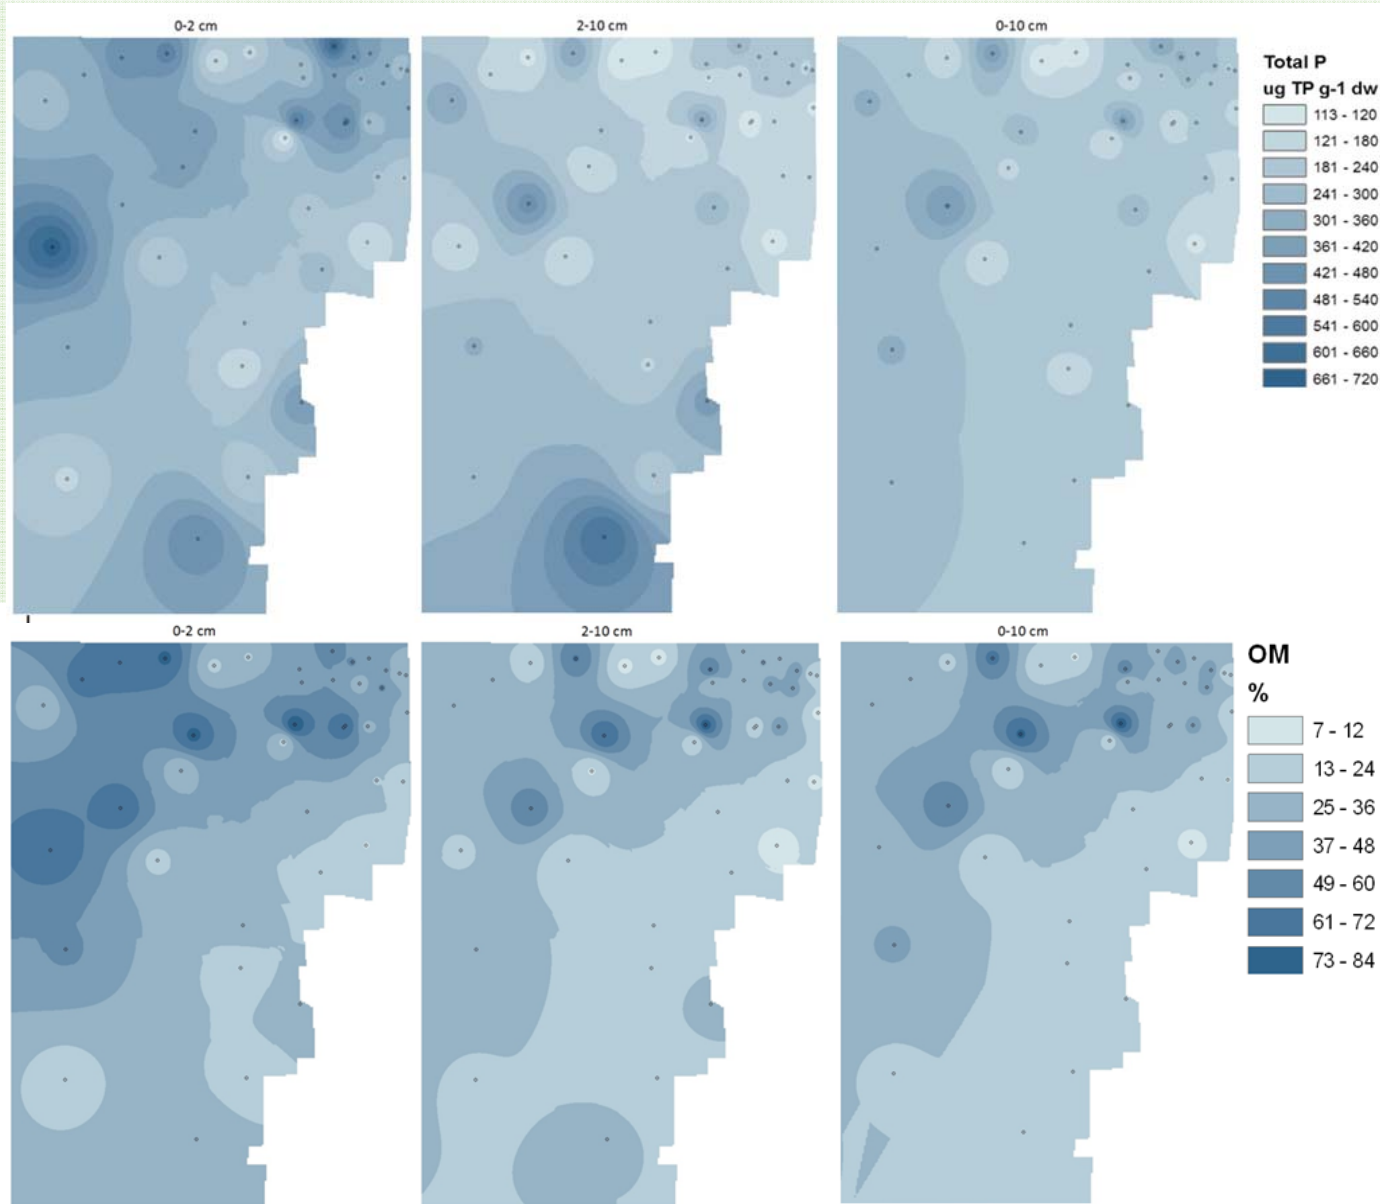 0-2 cm
2-10 cm
0-10 cm
Total P
ug TP g-1 dw
113 - 120
121 - 180
181 - 240
241 - 300
301 - 360
361 - 420
421 - 480
481 - 540
541 - 600
601 - 660
661 - 720
0-2 cm
2-10 cm
0-10 cm
OM
%
7 - 12
13 - 24
25 - 36
37 - 48
49 - 60
61 - 72
73 - 84